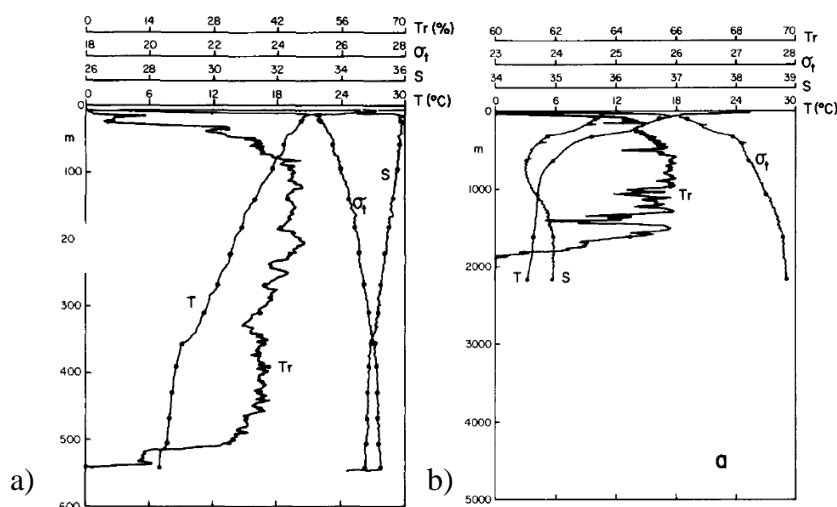 0 14 28 42 56 70 Tr (%)
18 20 22 24 26 28 σt
26 28 30 32 34 36 S
0 6 12 18 24 30 T (°C)
m
100
20
300
400
500
600
T
σt
S
Tr
a)
60 62 64 66 68 70 Tr
23 24 25 26 27 28 σt
34 35 36 37 38 39 S
0 6 12 18 24 30 T (°C)
0
m
1000
2000
3000
4000
5000
σt
Tr
T S
a
b)